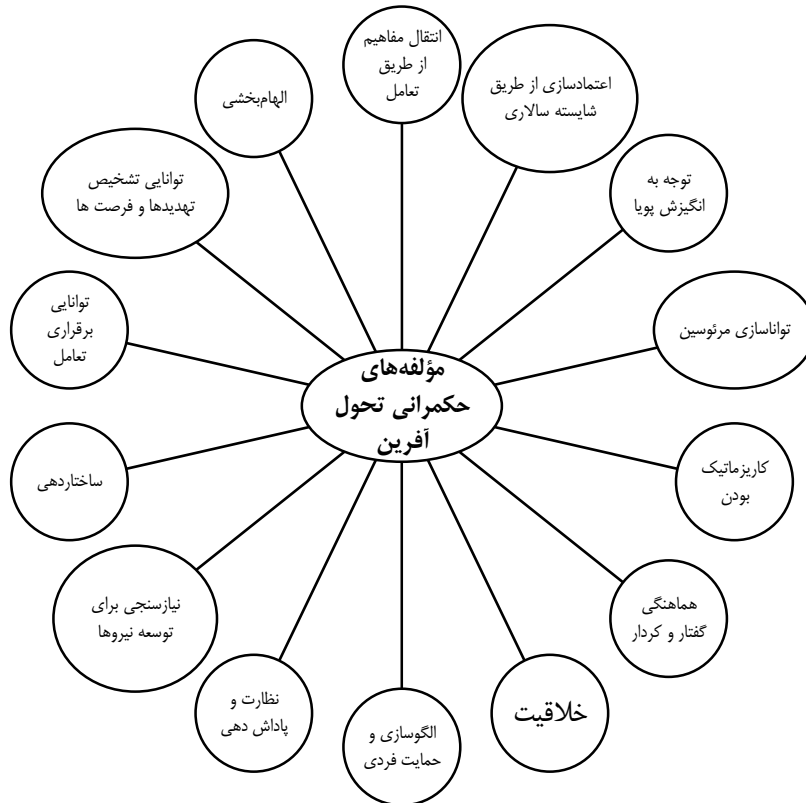 انتقال مفاهیم
از طریق
تعامل
اعتمادسازی از طریق
شایسته سالاری
توجه به
انگیزش پویا
تواناسازی مرئوسین
کاریزماتیک
بودن
هماهنگی
گفتار و کردار
خلاقیت
الگوسازی و
حمایت فردی
نظارت و
پاداش دهی
نیازسنجی برای
توسعه نیروها
ساختاردهی
توانایی
برقراری
تعامل
توانایی تشخیص
تهدیدها و فرصت ها
الهام‌بخشی
مؤلفه‌های
حکمرانی تحول
آفرین